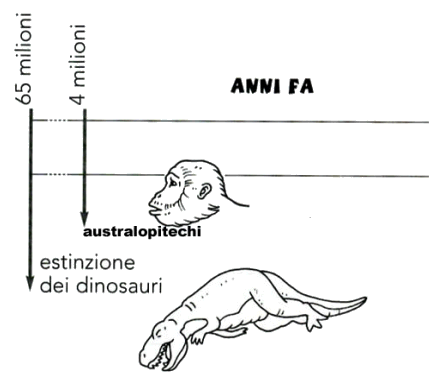 65 milioni
4 milioni
ANNI FA
australopitechi
estinzione
dei dinosauri